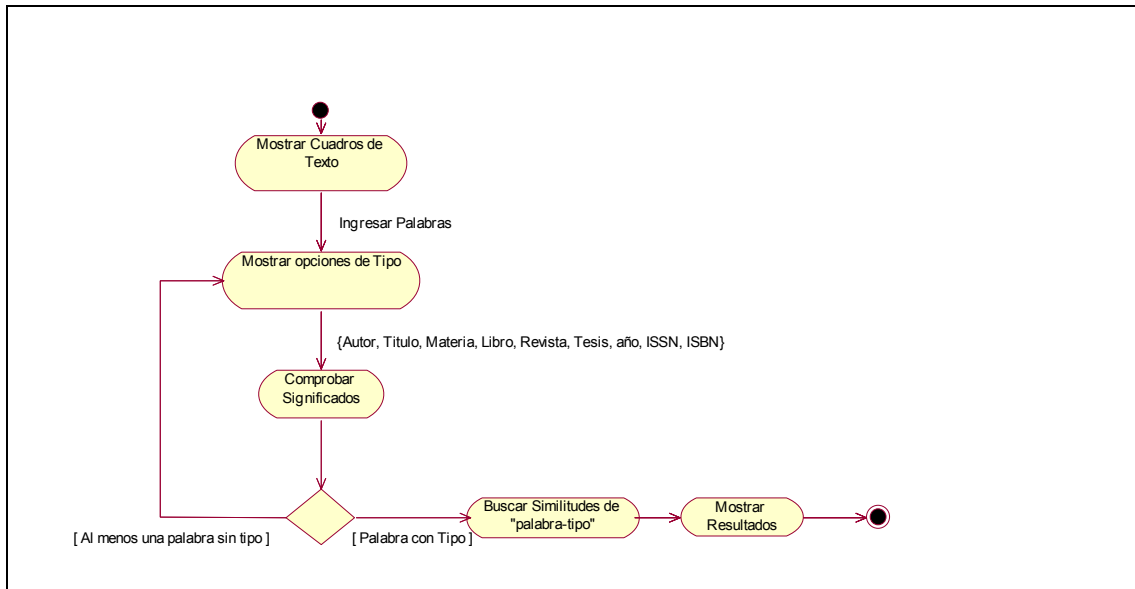 Mostrar Cuadros de
Texto
Ingresar Palabras
Mostrar opciones de Tipo
{Autor, Titulo, Materia, Libro, Revista, Tesis, año, ISSN, ISBN}
Comprobar
Significados
Buscar Similitudes de
"palabra-tipo"
Mostrar
Resultados
[ Al menos una palabra sin tipo ]
[ Palabra con Tipo ]